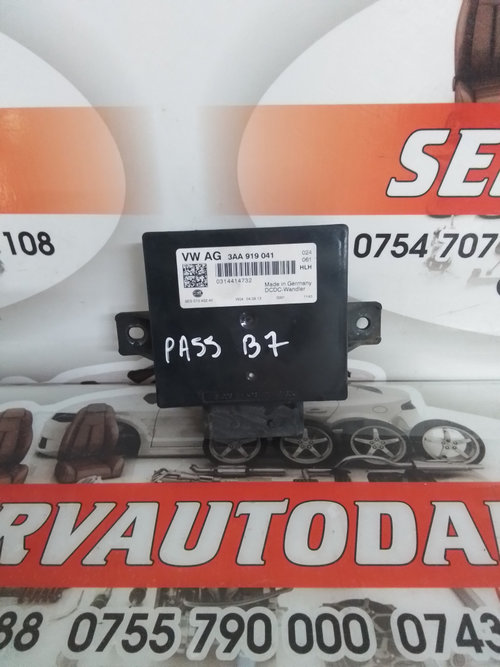 SE
108
0754 707
VW AG 3AA 919 041
024
061
HLH
0314414732
Made in Germany
DCDC-Wandler
PASS B7
RVAUTODA
88 0755 790 000 0743